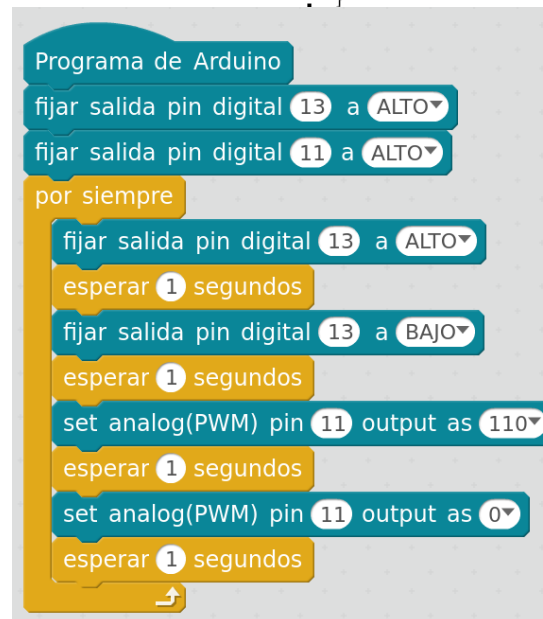 Programa de Arduino
fijar salida pin digital 13 a ALTO
fijar salida pin digital 11 a ALTO
por siempre
fijar salida pin digital 13 a ALTO
esperar 1 segundos
fijar salida pin digital 13 a BAJO
esperar 1 segundos
set analog(PWM) pin 11 output as 110
esperar 1 segundos
set analog(PWM) pin 11 output as 0
esperar 1 segundos